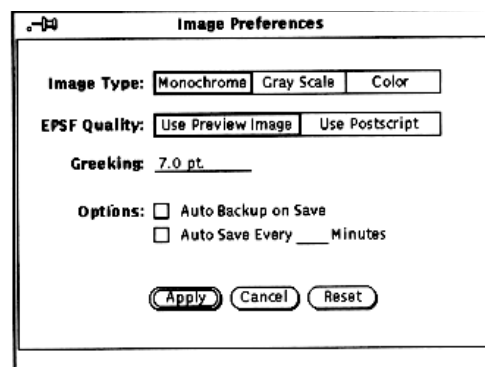 Image Preferences
Image Type: Monochrome Gray Scale Color
EPSF Quality: Use Preview Image Use Postscript
Greeking: 7.0 pt.
Options: Auto Backup on Save
Auto Save Every ____ Minutes
Apply Cancel Reset